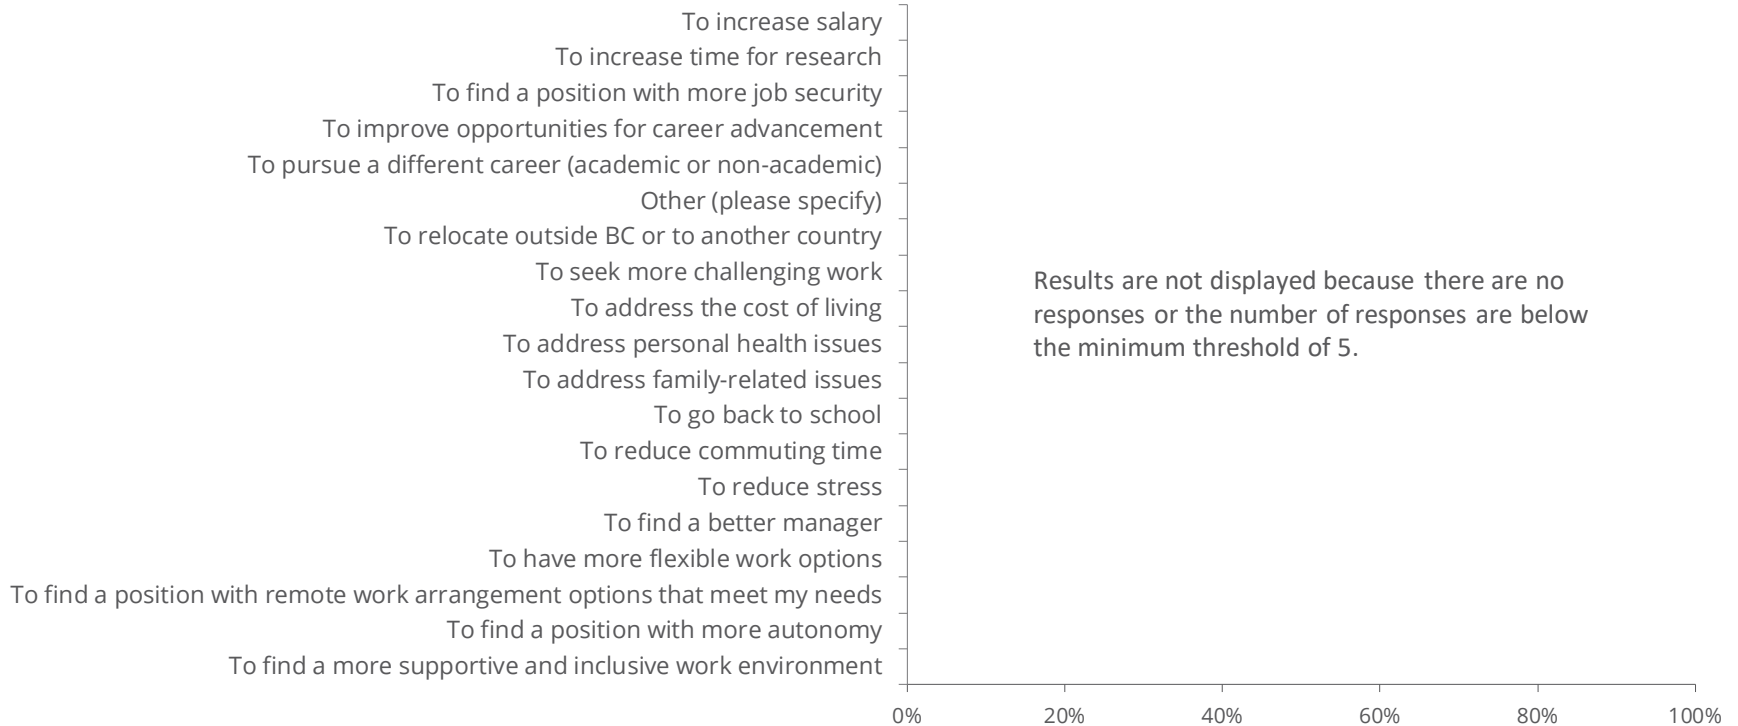 To increase salary
To increase time for research
To find a position with more job security
To improve opportunities for career advancement
To pursue a different career (academic or non-academic)
Other (please specify)
To relocate outside BC or to another country
To seek more challenging work
To address the cost of living
To address personal health issues
To address family-related issues
To go back to school
To reduce commuting time
To reduce stress
To find a better manager
To have more flexible work options
To find a position with remote work arrangement options that meet my needs
To find a position with more autonomy
To find a more supportive and inclusive work environment
Results are not displayed because there are no
responses or the number of responses are below
the minimum threshold of 5.
0% 20% 40% 60% 80% 100%